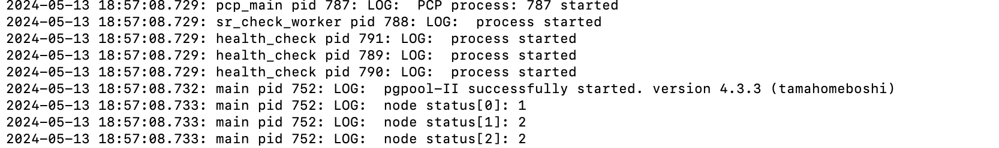 2024-05-13 18:57:08.729: pcp_main pid 787: LOG:  PCP process: 787 started
2024-05-13 18:57:08.729: sr_check_worker pid 788: LOG:  process started
2024-05-13 18:57:08.729: health_check pid 791: LOG:  process started
2024-05-13 18:57:08.729: health_check pid 789: LOG:  process started
2024-05-13 18:57:08.729: health_check pid 790: LOG:  process started
2024-05-13 18:57:08.732: main pid 752: LOG:  pgpool-II successfully started. version 4.3.3 (tamahomeboshi)
2024-05-13 18:57:08.733: main pid 752: LOG:  node status[0]: 1
2024-05-13 18:57:08.733: main pid 752: LOG:  node status[1]: 2
2024-05-13 18:57:08.733: main pid 752: LOG:  node status[2]: 2